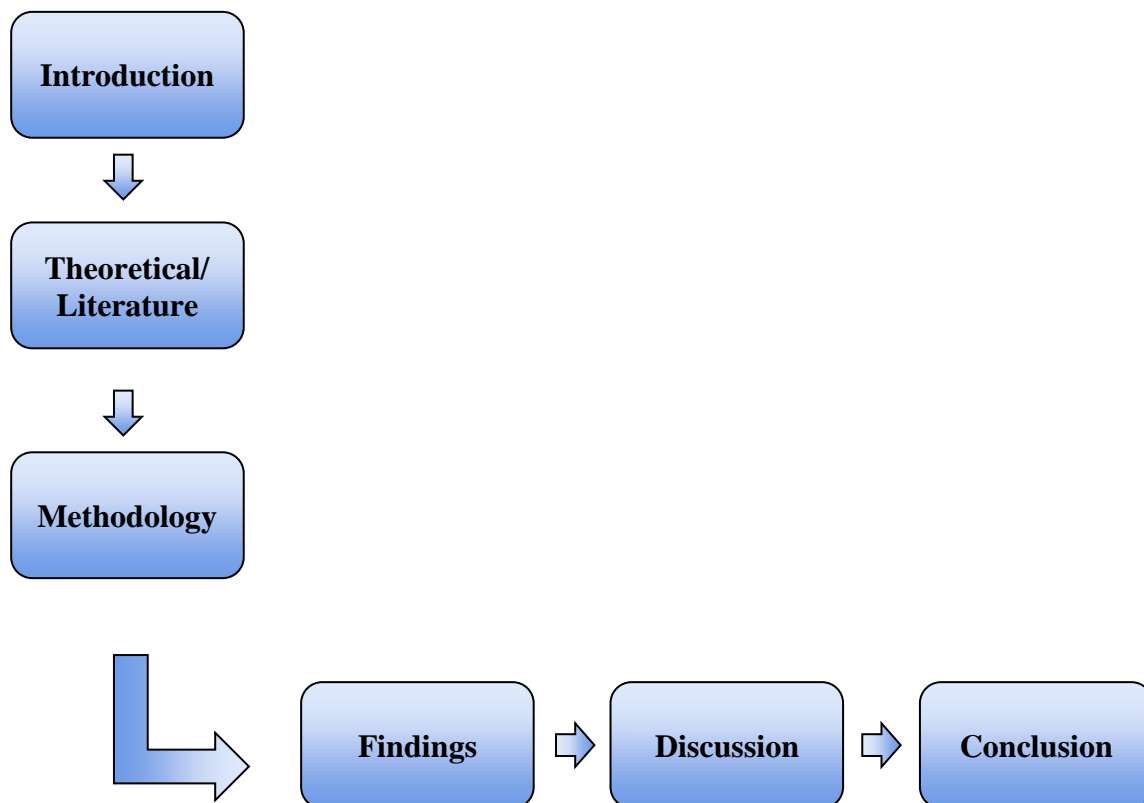 Introduction
Theoretical/
Literature
Methodology
Findings
Discussion
Conclusion